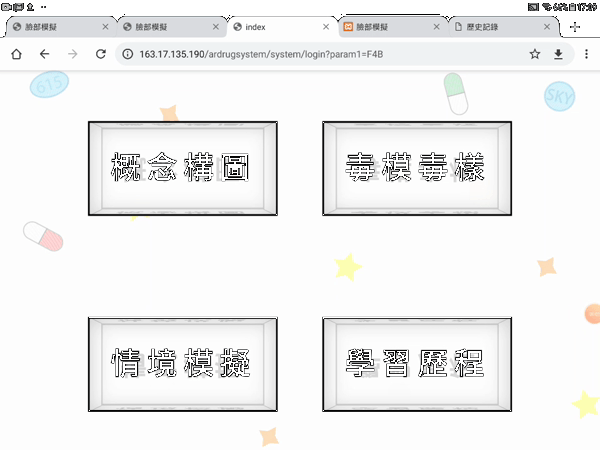 17:29
臉部模擬
臉部模擬
index
臉部模擬
歷史記錄
163.17.135.190/ardrugsystem/system/login?param1=F4B
615
SKY
概念構圖
毒模毒樣
情境模擬
學習歷程